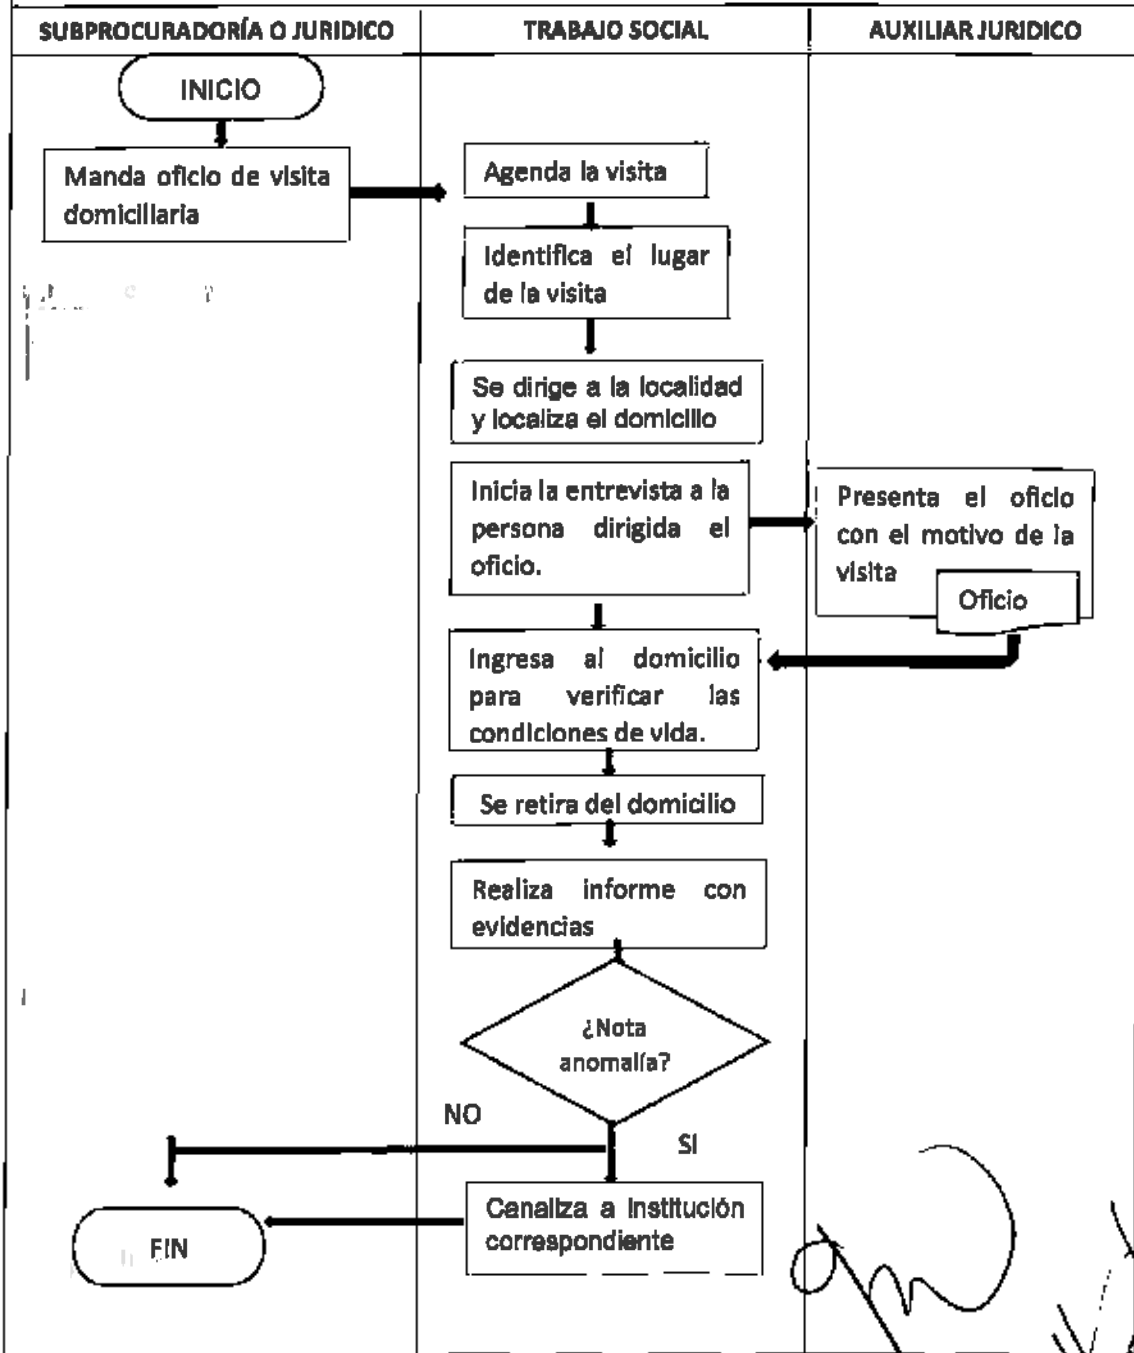 SUBPROCURADORÍA O JURIDICO
TRABAJO SOCIAL
AUXILIAR JURIDICO
INICIO
Manda oficio de visita
domiciliaria
Agenda la visita
Identifica el lugar
de la visita
Se dirige a la localidad
y localiza el domicilio
Inicia la entrevista a la
persona dirigida el
oficio.
Presenta el oficio
con el motivo de la
visita
Oficio
Ingresa al domicilio
para verificar las
condiciones de vida.
Se retira del domicilio
Realiza informe con
evidencias
¿Nota
anomalía?
NO
SI
Canaliza a Institución
correspondiente
FIN